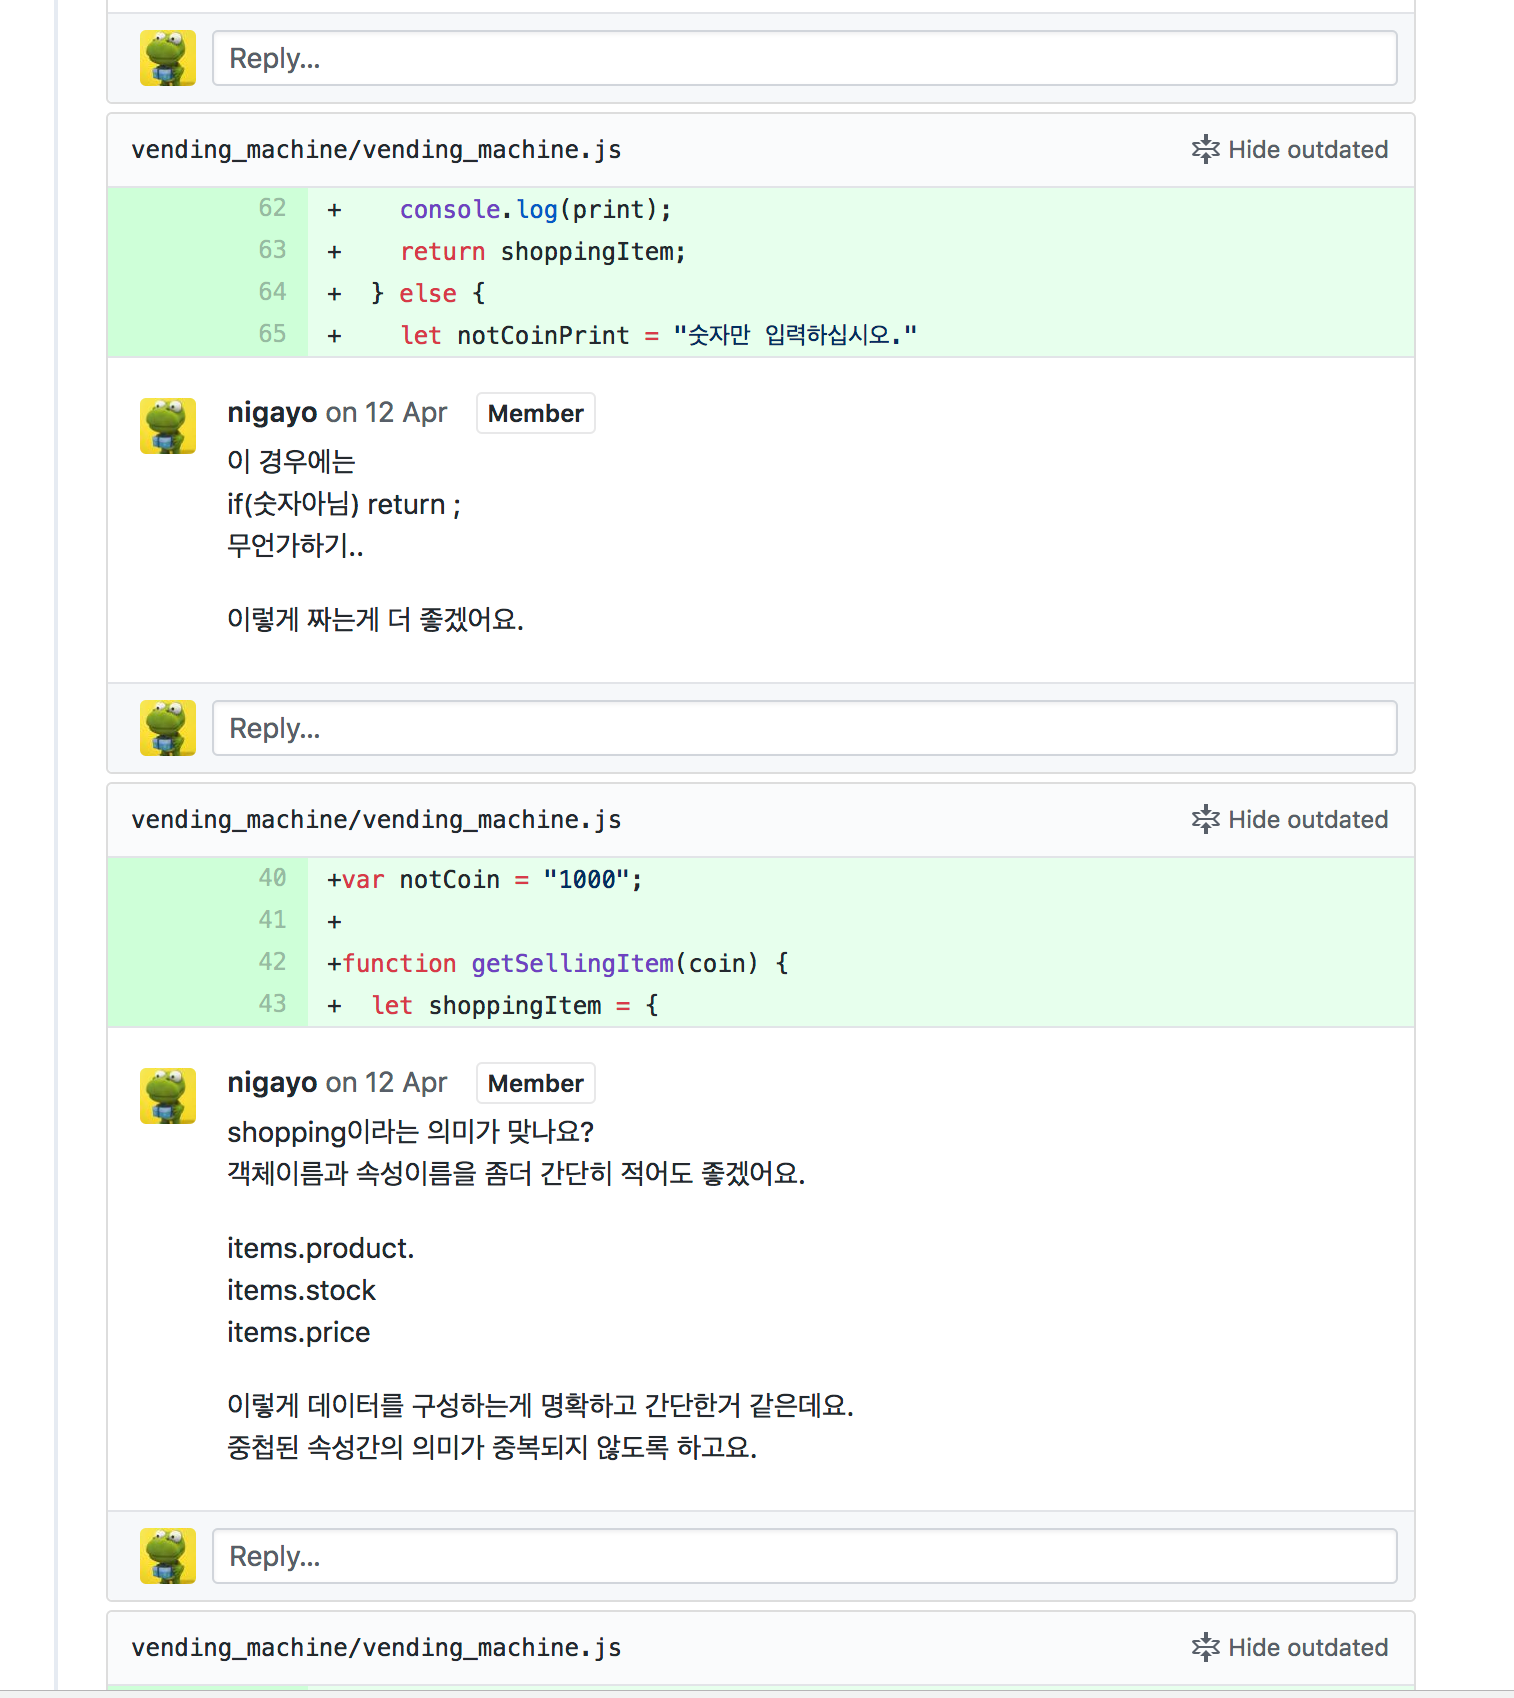 Reply...
vending_machine/vending_machine.js Hide outdated
62 + console.log(print);
63 + return shoppingItem;
64 + } else {
65 + let notCoinPrint = "숫자만 입력하십시오."
nigayo on 12 Apr Member
이 경우에는
if(숫자아님) return ;
무언가하기..
이렇게 짜는게 더 좋겠어요.
Reply...
vending_machine/vending_machine.js Hide outdated
40 +var notCoin = "1000";
41 +
42 +function getSellingItem(coin) {
43 + let shoppingItem = {
nigayo on 12 Apr Member
shopping이라는 의미가 맞나요?
객체이름과 속성이름을 좀더 간단히 적어도 좋겠어요.
items.product.
items.stock
items.price
이렇게 데이터를 구성하는게 명확하고 간단한거 같은데요.
중첩된 속성간의 의미가 중복되지 않도록 하고요.
Reply...
vending_machine/vending_machine.js Hide outdated